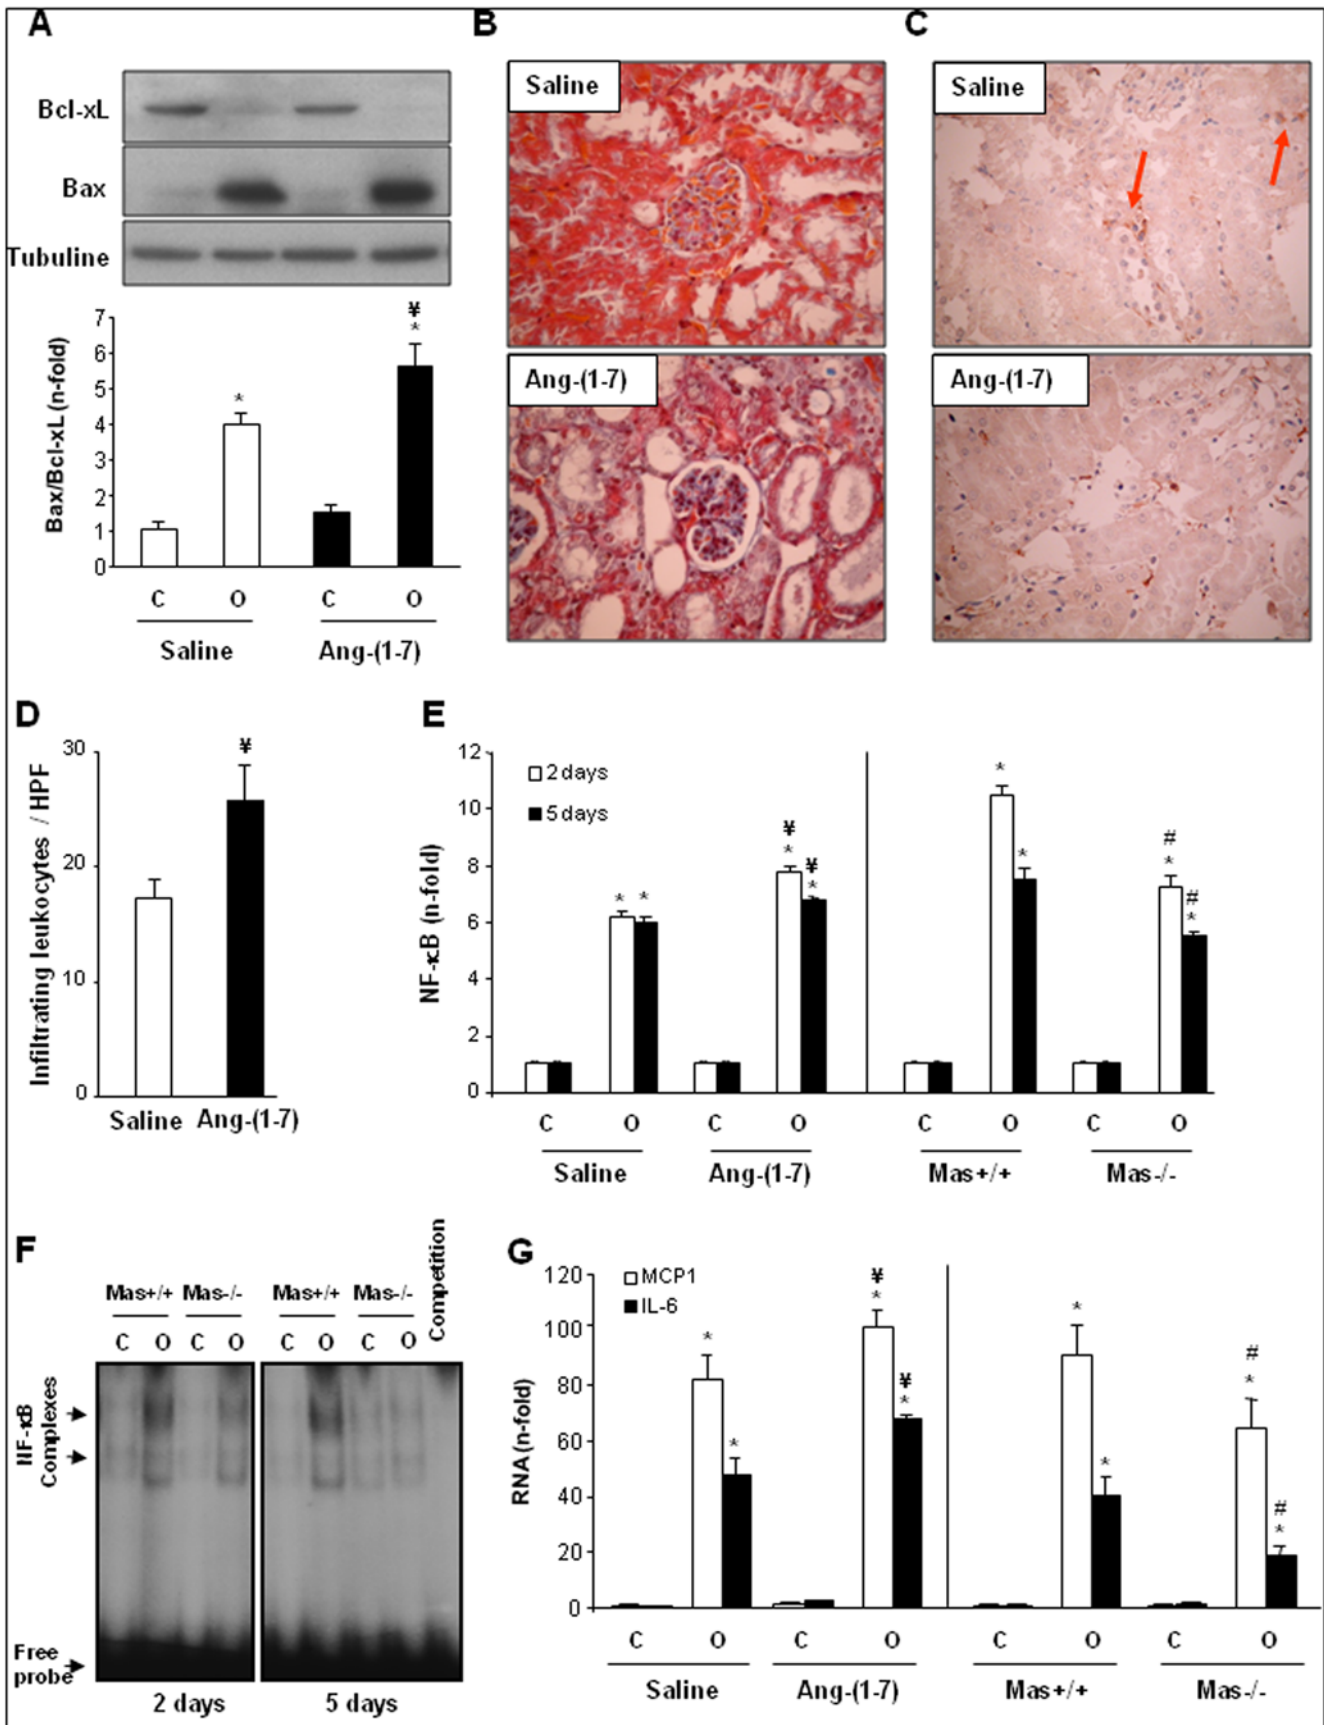 A
Bcl-xL
Bax
Tubuline
Bax/Bcl-xL (n-fold)
7
6
5
4
3
2
1
0
*
¥
*
C O C O
Saline Ang-(1-7)
B
Saline
Ang-(1-7)
C
Saline
Ang-(1-7)
D
Infiltrating leukocytes / HPF
30
20
10
0
¥
Saline Ang-(1-7)
E
NF-κB (n-fold)
12
10
8
6
4
2
0
2 days
5 days
* *
¥
*
¥
*
*
*
#
*
#
*
C O C O C O C O
Saline Ang-(1-7) Mas+/+ Mas-/-
F
Mas+/+ Mas-/- Mas+/+ Mas-/- Competition
C O C O C O C O
NF-κB
Complexes
Free
probe
2 days 5 days
G
RNA (n-fold)
120
100
80
60
40
20
0
MCP1
IL-6
*
*
¥
*
¥
*
*
*
#
*
#
*
C O C O C O C O
Saline Ang-(1-7) Mas+/+ Mas-/-